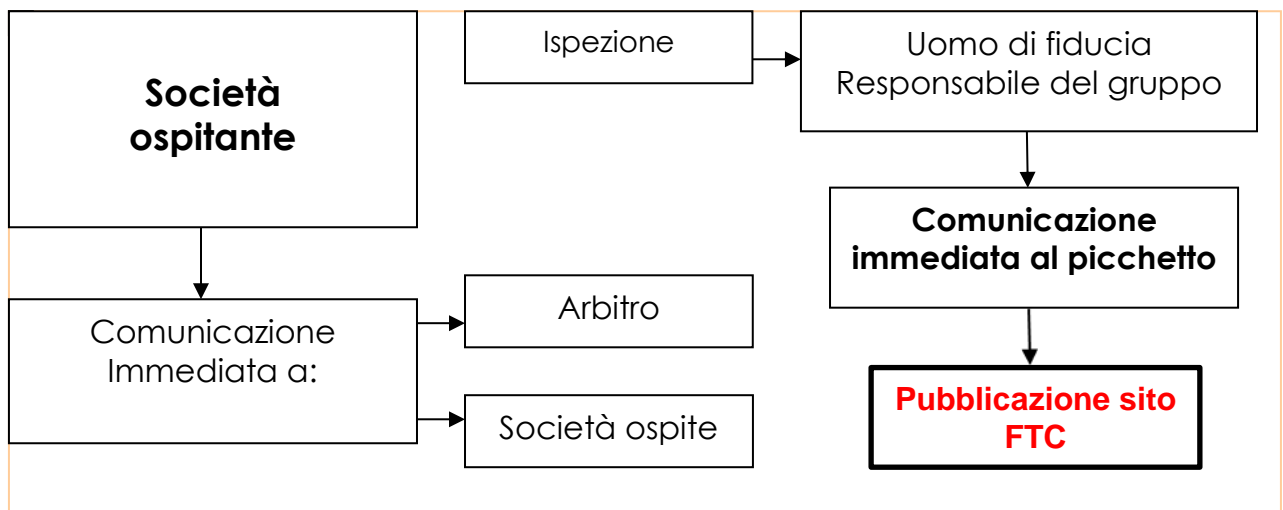 Società
ospitante
Ispezione
Uomo di fiducia
Responsabile del gruppo
Comunicazione
immediata al picchetto
Comunicazione
Immediata a:
Arbitro
Società ospite
Pubblicazione sito
FTC